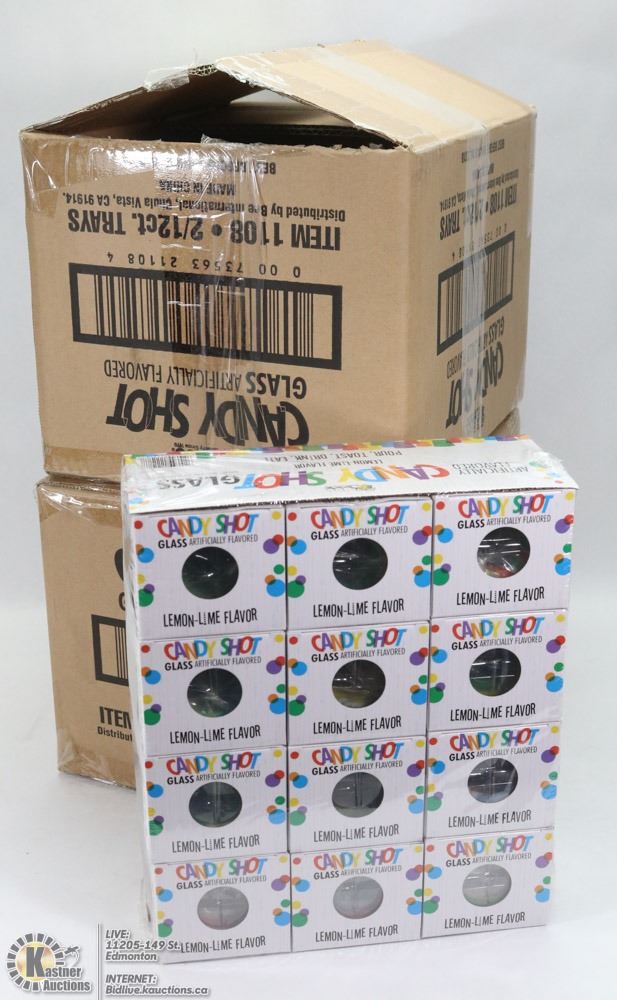 CANDY SHOT
GLASS ARTIFICIALLY FLAVORED
0 00 73563 21108 4
ITEM 1108 • 2/12ct. TRAYS
Distributed by Bee International, Chula Vista, CA 91914.
MADE IN CHINA
ITEM 1108
CANDY SHOT
GLASS
ITEM
Distribut
ARTIFICIALLY FLAVORED
CANDY SHOT GLASS
LEMON-LIME FLAVOR
POUR, TOAST, DRINK, EAT!
CANDY SHOT
GLASS ARTIFICIALLY FLAVORED
LEMON-LIME FLAVOR
CANDY SHOT
GLASS ARTIFICIALLY FLAVORED
LEMON-LIME FLAVOR
CANDY SHOT
GLASS ARTIFICIALLY FLAVORED
LEMON-LIME FLAVOR
CANDY SHOT
GLASS ARTIFICIALLY FLAVORED
LEMON-LIME FLAVOR
CANDY SHOT
GLASS ARTIFICIALLY FLAVORED
LEMON-LIME FLAVOR
CANDY SHOT
GLASS ARTIFICIALLY FLAVORED
LEMON-LIME FLAVOR
CANDY SHOT
GLASS ARTIFICIALLY FLAVORED
LEMON-LIME FLAVOR
CANDY SHOT
GLASS ARTIFICIALLY FLAVORED
LEMON-LIME FLAVOR
CANDY SHOT
GLASS ARTIFICIALLY FLAVORED
LEMON-LIME FLAVOR
CANDY SHOT
GLASS ARTIFICIALLY FLAVORED
LEMON-LIME FLAVOR
CANDY SHOT
GLASS ARTIFICIALLY FLAVORED
LEMON-LIME FLAVOR
CANDY SHOT
GLASS ARTIFICIALLY FLAVORED
LEMON-LIME FLAVOR
Kastner
Auctions
LIVE:
11205-149 St.
Edmonton
INTERNET:
Bidlive.kauctions.ca